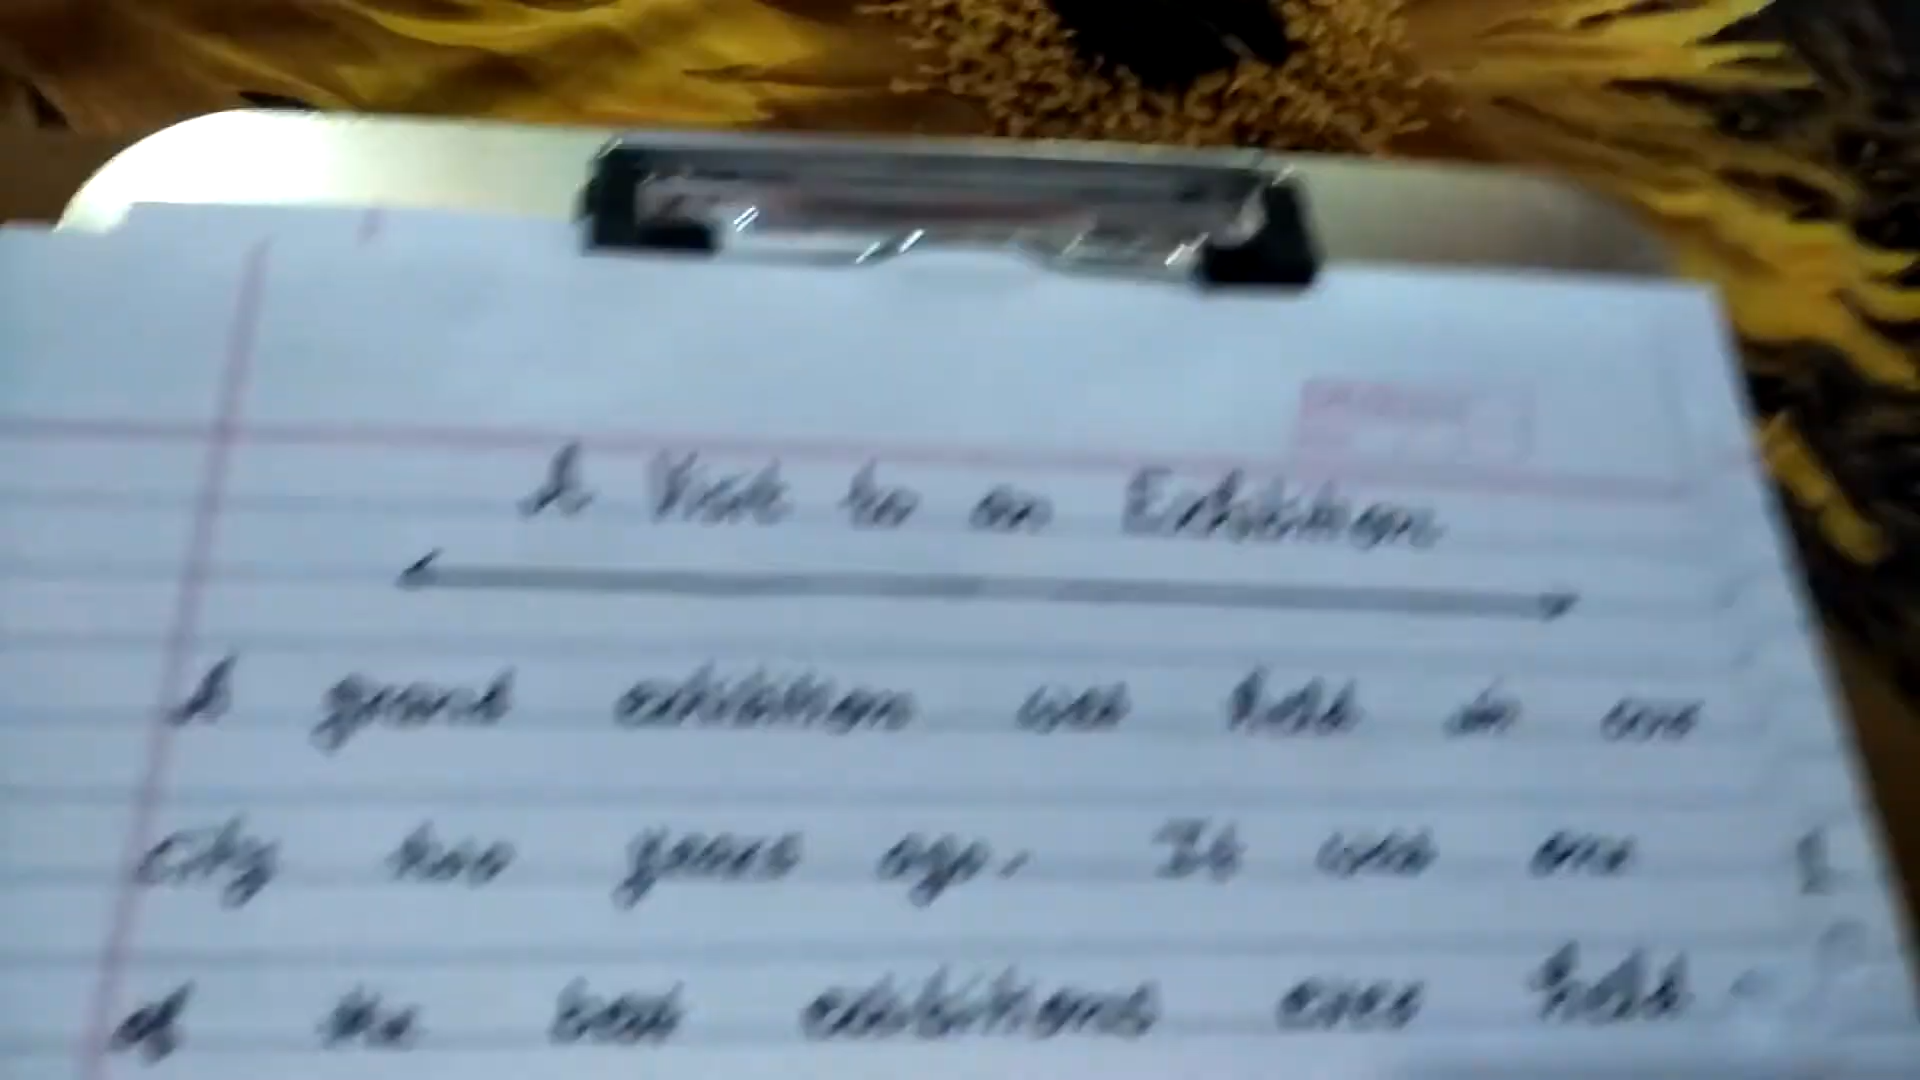 A Visit to an Exhibition
A grand exhibition was held in our
city two years ago. It was one
of the best exhibitions ever held